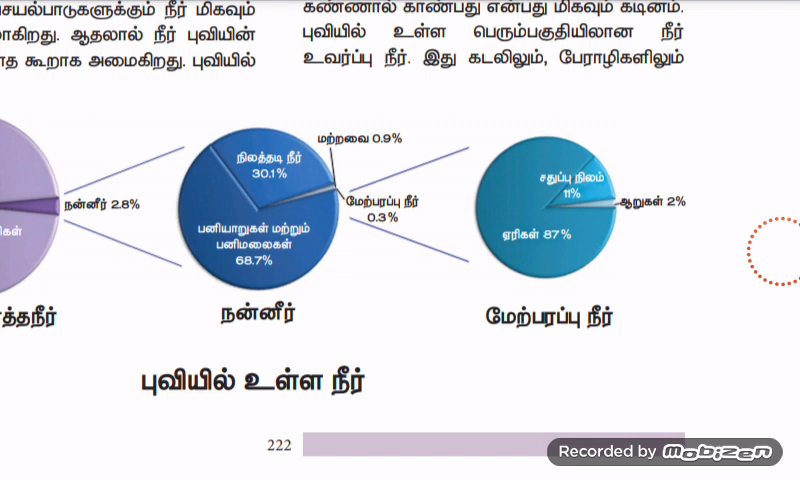 செயல்பாடுகளுக்கும் நீர் மிகவும்
ஆதலால் நீர் புவியின்
கூறாக அமைகிறது. புவியில்
கண்ணால் காண்பது என்பது மிகவும் கடினம்.
புவியில் உள்ள பெரும்பகுதியிலான நீர்
உவர்ப்பு நீர். இது கடலிலும், பேராழிகளிலும்
நன்னீர் 2.8%
நிலத்தடி நீர்
30.1%
மற்றவை 0.9%
மேற்பரப்பு நீர்
0.3%
பனியாறுகள் மற்றும்
பனிமலைகள்
68.7%
நன்னீர்
சதுப்பு நிலம்
11%
ஆறுகள் 2%
ஏரிகள் 87%
மேற்பரப்பு நீர்
புவியில் உள்ள நீர்
222
Recorded by mobizen